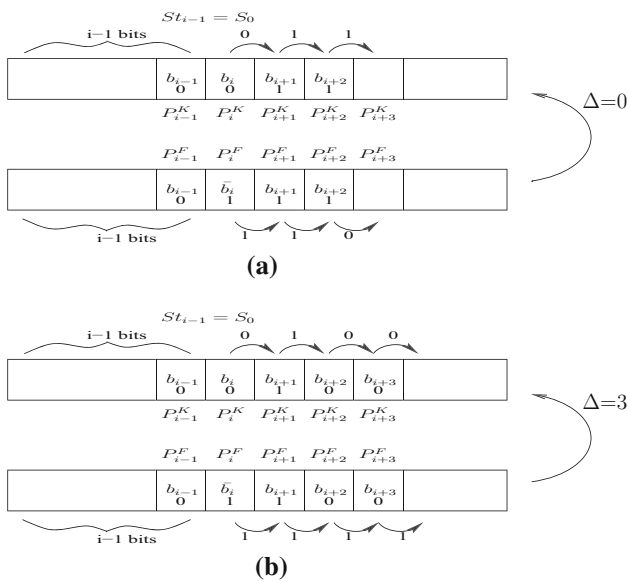 St_{i-1} = S_0
i−1 bits
0 1 1
b_{i-1} b_i b_{i+1} b_{i+2}
0 0 1 1
P^K_{i-1} P^K_i P^K_{i+1} P^K_{i+2} P^K_{i+3}
Δ=0
P^F_{i-1} P^F_i P^F_{i+1} P^F_{i+2} P^F_{i+3}
b_{i-1} b̄_i b_{i+1} b_{i+2}
0 1 1 1
i−1 bits
1 1 0
(a)
St_{i-1} = S_0
i−1 bits
0 1 0 0
b_{i-1} b_i b_{i+1} b_{i+2} b_{i+3}
0 0 1 0 0
P^K_{i-1} P^K_i P^K_{i+1} P^K_{i+2} P^K_{i+3}
Δ=3
P^F_{i-1} P^F_i P^F_{i+1} P^F_{i+2} P^F_{i+3}
b_{i-1} b̄_i b_{i+1} b_{i+2} b_{i+3}
0 1 1 0 0
i−1 bits
1 1 1 1
(b)